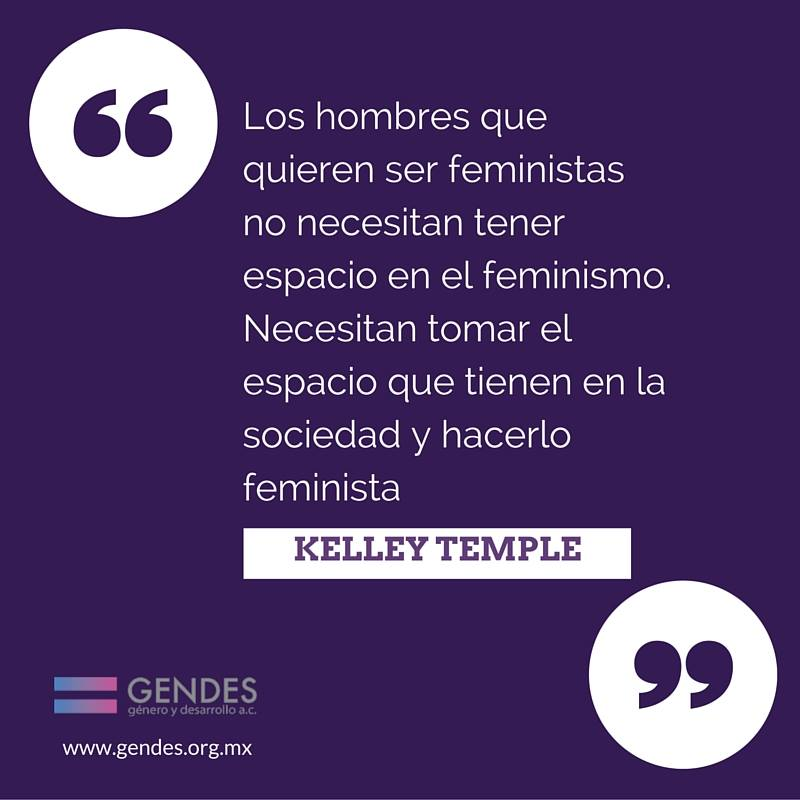 “
Los hombres que
quieren ser feministas
no necesitan tener
espacio en el feminismo.
Necesitan tomar el
espacio que tienen en la
sociedad y hacerlo
feminista
KELLEY TEMPLE
”
GENDES
género y desarrollo a.c.
www.gendes.org.mx